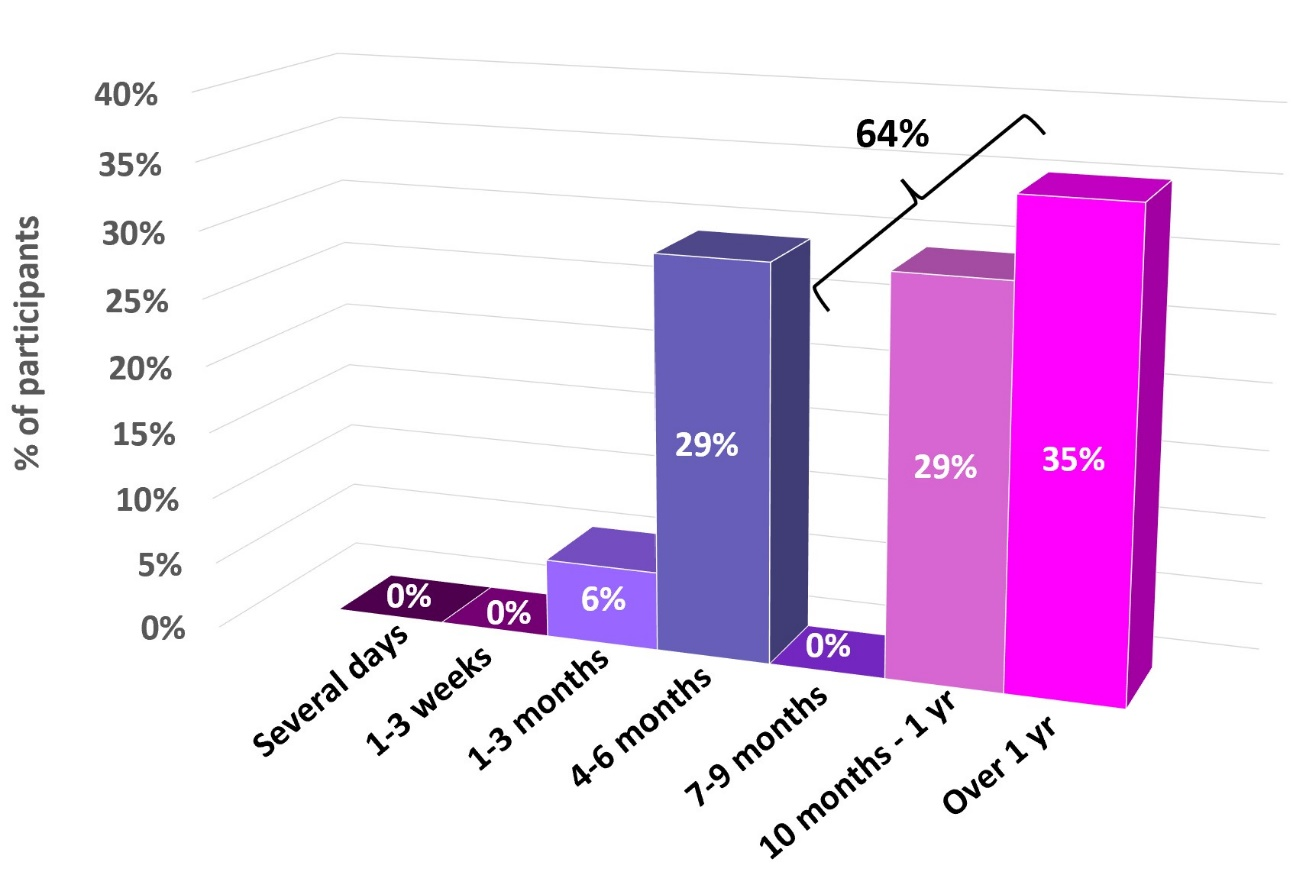 40%
35%
30%
25%
20%
15%
10%
5%
0%
% of participants
64%
0%
0%
6%
29%
0%
29%
35%
Several days
1-3 weeks
1-3 months
4-6 months
7-9 months
10 months - 1 yr
Over 1 yr